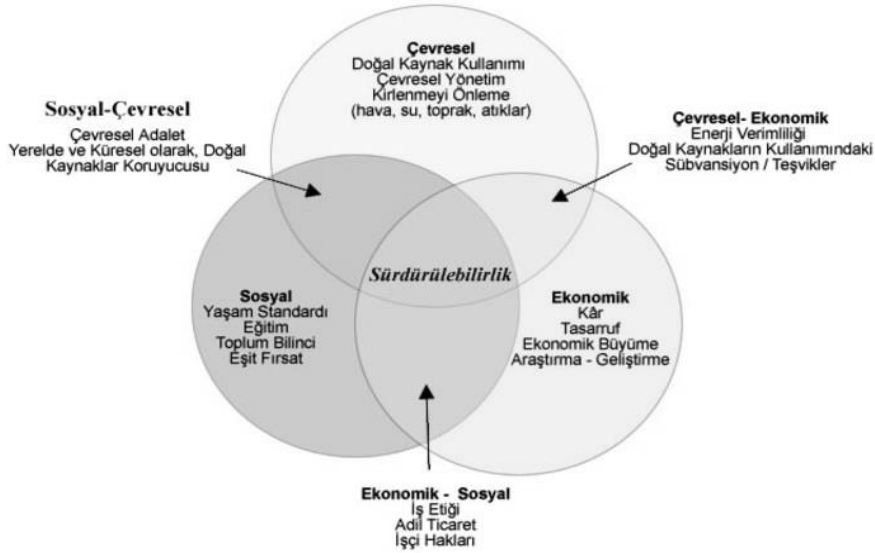 Çevresel
Doğal Kaynak Kullanımı
Çevresel Yönetim
Kirlenmeyi Önleme
(hava, su, toprak, atıklar)
Sosyal-Çevresel
Çevresel Adalet
Yerelde ve Küresel olarak, Doğal
Kaynaklar Koruyucusu
Çevresel- Ekonomik
Enerji Verimliliği
Doğal Kaynakların Kullanımındaki
Sübvansiyon / Teşvikler
Sürdürülebilirlik
Sosyal
Yaşam Standardı
Eğitim
Toplum Bilinci
Eşit Fırsat
Ekonomik
Kâr
Tasarruf
Ekonomik Büyüme
Araştırma - Geliştirme
Ekonomik - Sosyal
İş Etiği
Adil Ticaret
İşçi Hakları